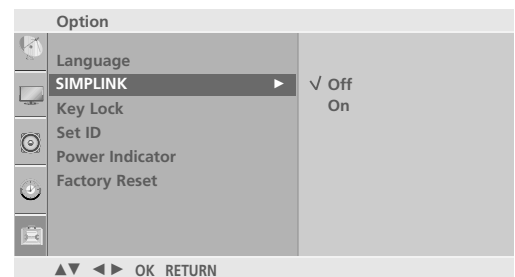 Option
Language
SIMPLINK ►
√ Off
Key Lock
On
Set ID
Power Indicator
Factory Reset
▲▼ ◄► OK RETURN